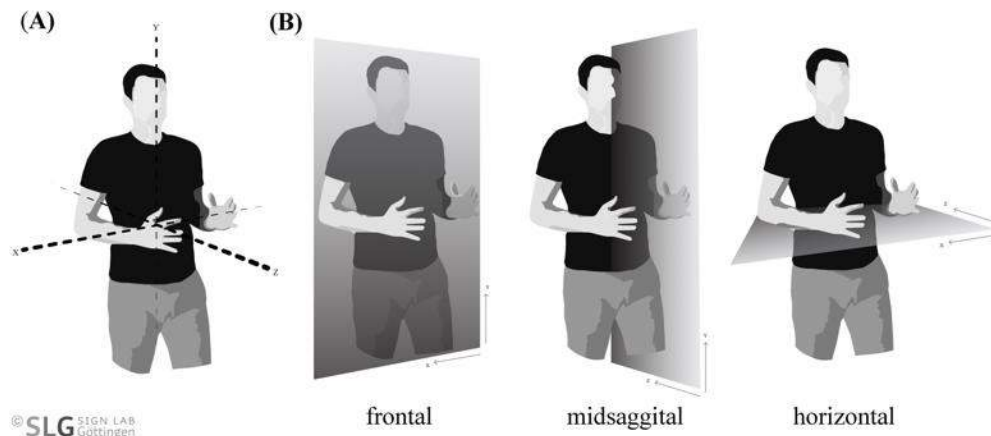 (A)
(B)
Y
X
Z
frontal
midsaggital
horizontal
© SLG SIGN LAB
Göttingen